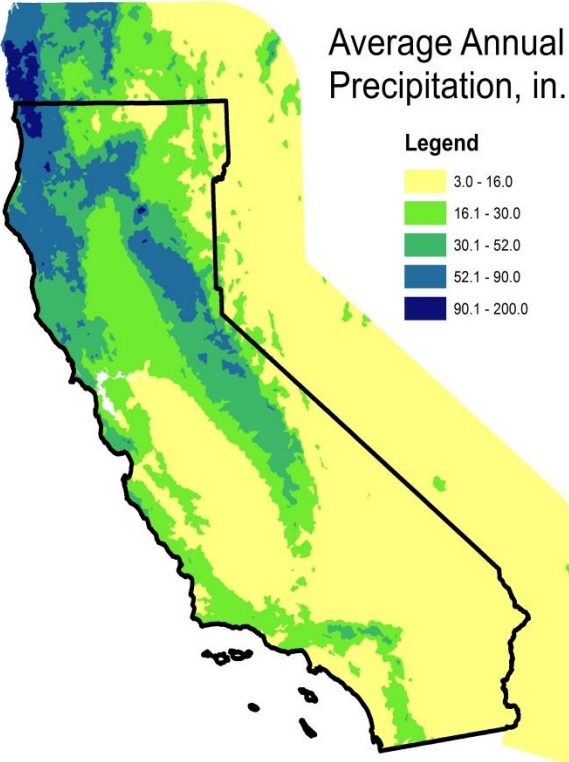 Average Annual
Precipitation, in.
Legend
3.0 - 16.0
16.1 - 30.0
30.1 - 52.0
52.1 - 90.0
90.1 - 200.0